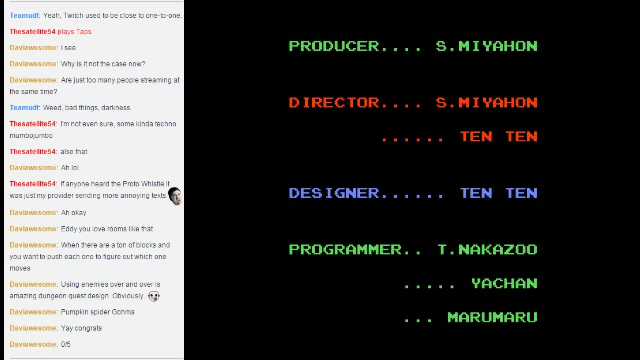 Teamudf: Yeah, Twitch used to be close to one-to-one.
Thesatellite54 plays Taps
Daviawesome: I see
Daviawesome: Why is it not the case now?
Daviawesome: Are just too many people streaming at
the same time?
Teamudf: Weed, bad things, darkness
Thesatellite54: I'm not even sure, some kinda techno
mumbojumbo
Thesatellite54: also that
Daviawesome: Ah lol
Thesatellite54: If anyone heard the Proto Whistle it
was just my provider sending more annoying texts
Daviawesome: Ah okay
Daviawesome: Eddy you love rooms like that
Daviawesome: When there are a ton of blocks and
you want to push each one to figure out which one
moves
Daviawesome: Using enemies over and over is
amazing dungeon quest design. Obviously
Daviawesome: Pumpkin spider Gohma
Daviawesome: Yay congrats
Daviawesome: 0/5
PRODUCER.... S.MIYAHON
DIRECTOR.... S.MIYAHON
...... TEN TEN
DESIGNER...... TEN TEN
PROGRAMMER.. T.NAKAZOO
..... YACHAN
... MARUMARU